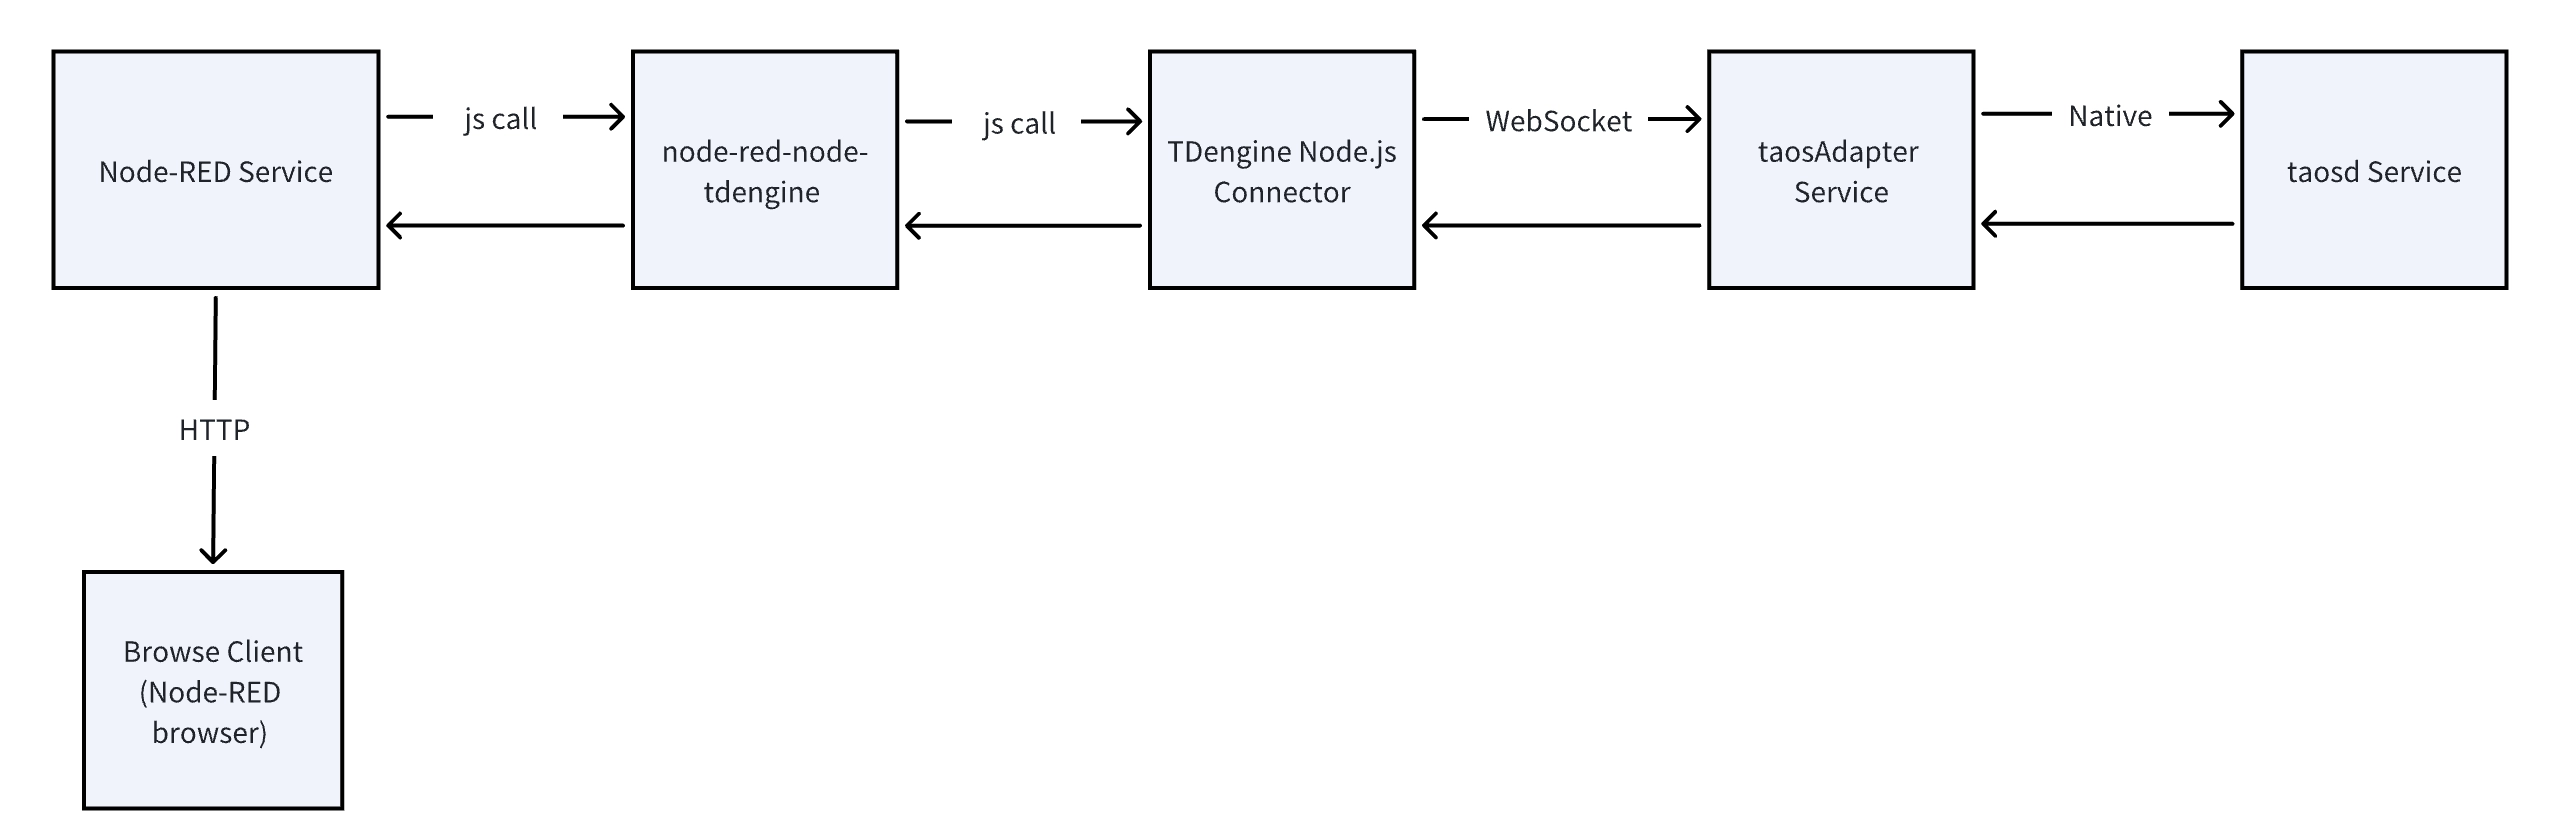 Node-RED Service
js call
node-red-node-
tdengine
js call
TDengine Node.js
Connector
WebSocket
taosAdapter
Service
Native
taosd Service
HTTP
Browse Client
(Node-RED
browser)